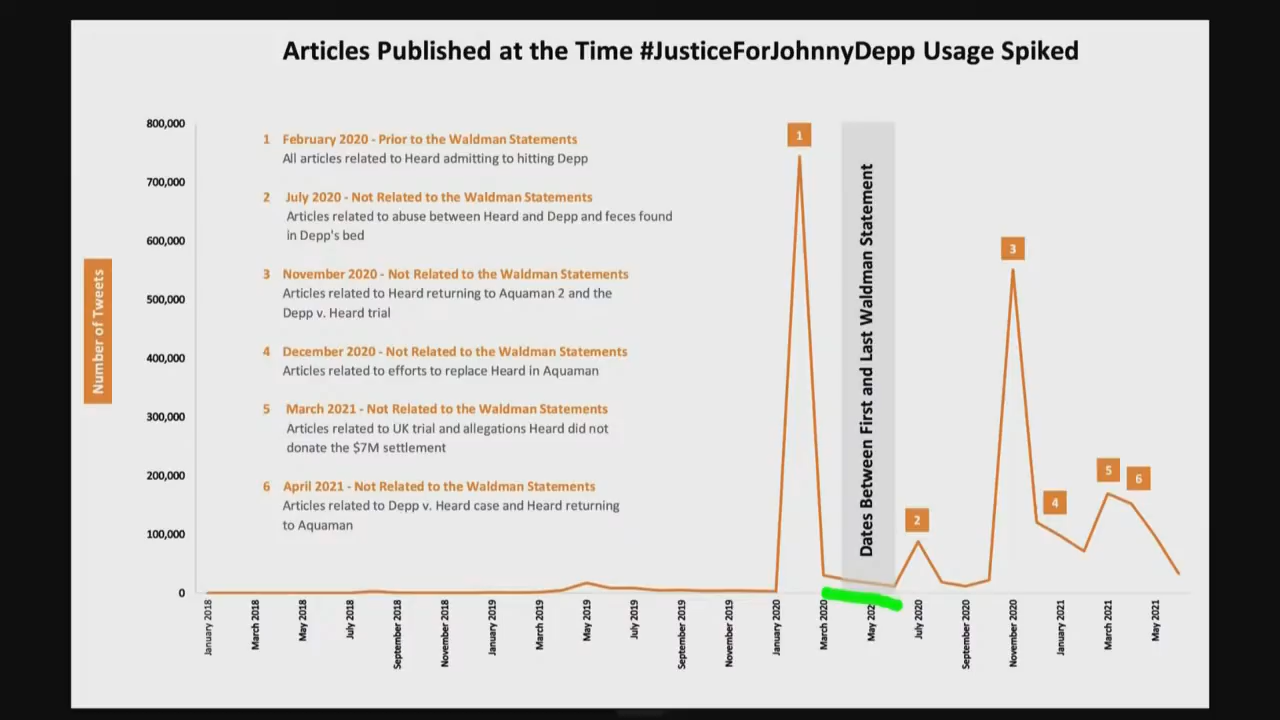 Articles Published at the Time #JusticeForJohnnyDepp Usage Spiked
Number of Tweets
800,000
700,000
600,000
500,000
400,000
300,000
200,000
100,000
0
1 February 2020 - Prior to the Waldman Statements
All articles related to Heard admitting to hitting Depp
2 July 2020 - Not Related to the Waldman Statements
Articles related to abuse between Heard and Depp and feces found
in Depp's bed
3 November 2020 - Not Related to the Waldman Statements
Articles related to Heard returning to Aquaman 2 and the
Depp v. Heard trial
4 December 2020 - Not Related to the Waldman Statements
Articles related to efforts to replace Heard in Aquaman
5 March 2021 - Not Related to the Waldman Statements
Articles related to UK trial and allegations Heard did not
donate the $7M settlement
6 April 2021 - Not Related to the Waldman Statements
Articles related to Depp v. Heard case and Heard returning
to Aquaman
1
Dates Between First and Last Waldman Statement
2
3
4
5
6
January 2018
March 2018
May 2018
July 2018
September 2018
November 2018
January 2019
March 2019
May 2019
July 2019
September 2019
November 2019
January 2020
March 2020
May 2020
July 2020
September 2020
November 2020
January 2021
March 2021
May 2021